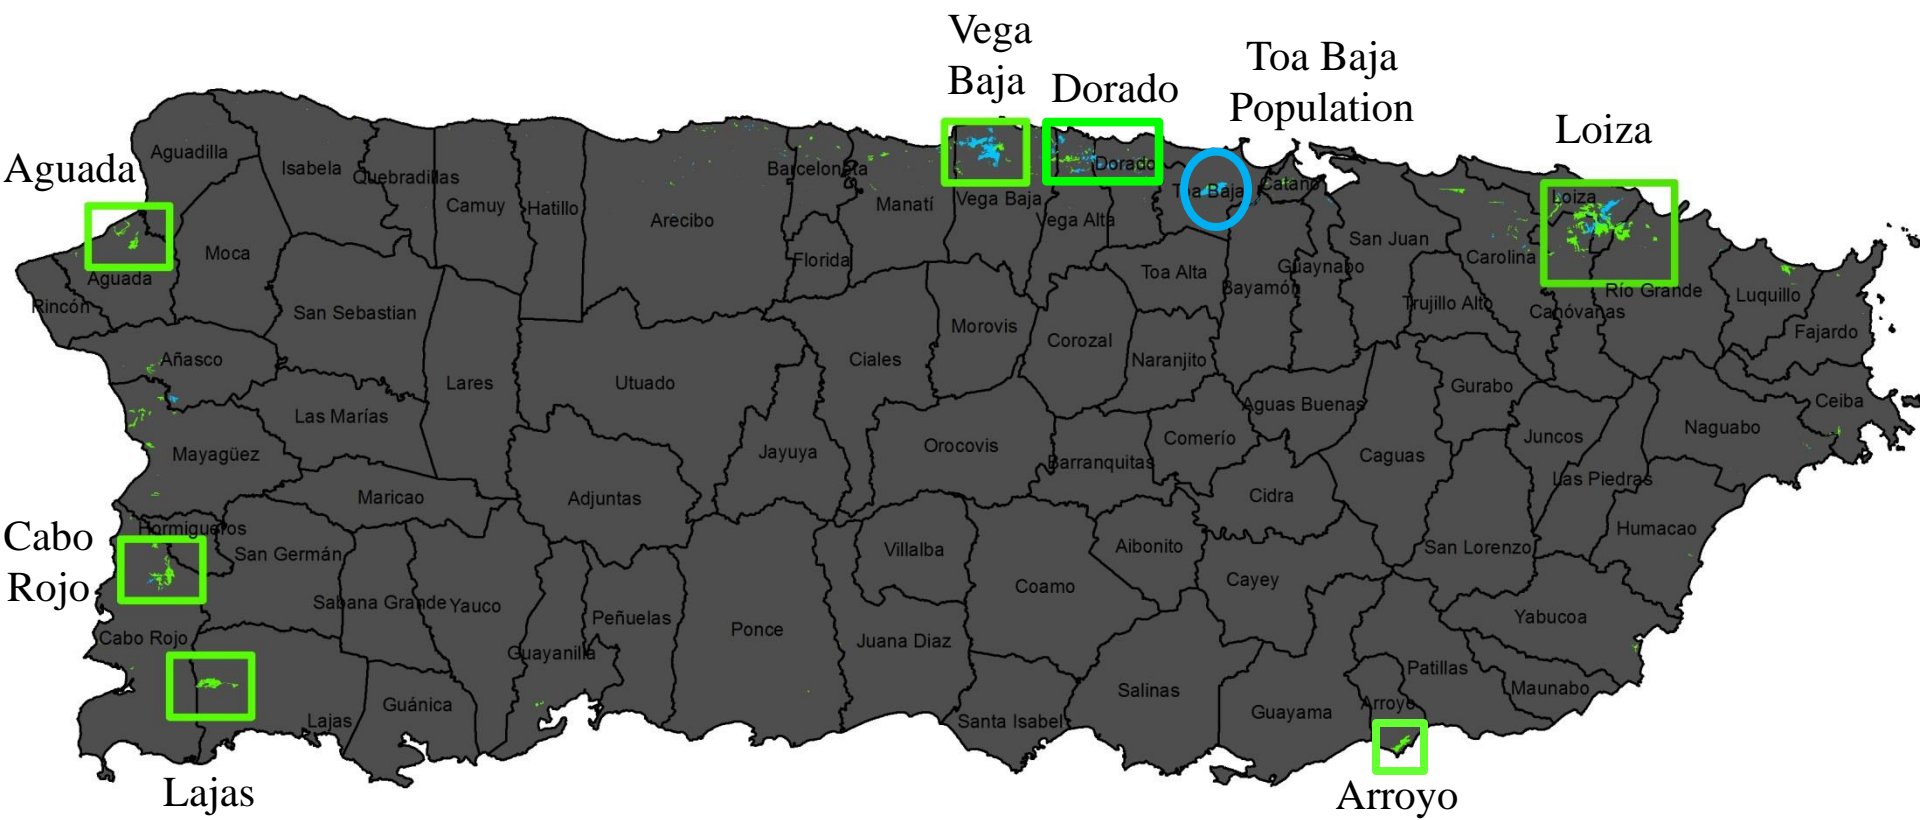 Vega
Baja
Dorado
Toa Baja
Population
Loiza
Aguada
Cabo
Rojo
Lajas
Arroyo
Aguadilla
Isabela
Quebradillas
Camuy
Hatillo
Arecibo
Barceloneta
Manatí
Vega Baja
Dorado
Toa Baja
Cataño
Loiza
Vega Alta
Moca
Florida
Toa Alta
Bayamón
Guaynabo
San Juan
Carolina
Trujillo Alto
Canóvanas
Río Grande
Luquillo
Fajardo
Aguada
Rincón
San Sebastian
Morovis
Corozal
Naranjito
Añasco
Lares
Utuado
Ciales
Gurabo
Aguas Buenas
Ceiba
Las Marías
Mayagüez
Jayuya
Orocovis
Barranquitas
Comerío
Caguas
Juncos
Naguabo
Maricao
Adjuntas
Cidra
Las Piedras
Hormigueros
San Germán
Villalba
Aibonito
San Lorenzo
Humacao
Coamo
Cayey
Sabana Grande
Yauco
Peñuelas
Ponce
Juana Diaz
Yabucoa
Cabo Rojo
Guayanilla
Patillas
Lajas
Guánica
Santa Isabel
Salinas
Guayama
Arroyo
Maunabo